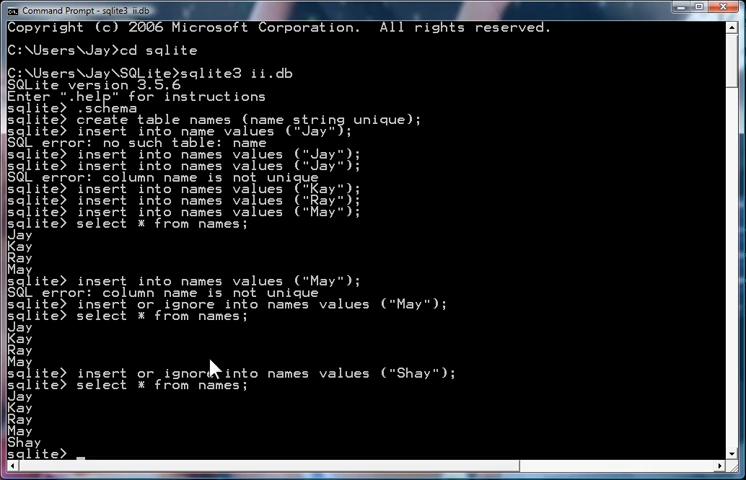 Command Prompt - sqlite3 ii.db
Copyright (c) 2006 Microsoft Corporation.  All rights reserved.
C:\Users\Jay>cd sqlite
C:\Users\Jay\SQLite>sqlite3 ii.db
SQLite version 3.5.6
Enter ".help" for instructions
sqlite> .schema
sqlite> create table names (name string unique);
sqlite> insert into name values ("Jay");
SQL error: no such table: name
sqlite> insert into names values ("Jay");
sqlite> insert into names values ("Jay");
SQL error: column name is not unique
sqlite> insert into names values ("Kay");
sqlite> insert into names values ("Ray");
sqlite> insert into names values ("May");
sqlite> select * from names;
Jay
Kay
Ray
May
sqlite> insert into names values ("May");
SQL error: column name is not unique
sqlite> insert or ignore into names values ("May");
sqlite> select * from names;
Jay
Kay
Ray
May
sqlite> insert or ignore into names values ("Shay");
sqlite> select * from names;
Jay
Kay
Ray
May
Shay
sqlite> _